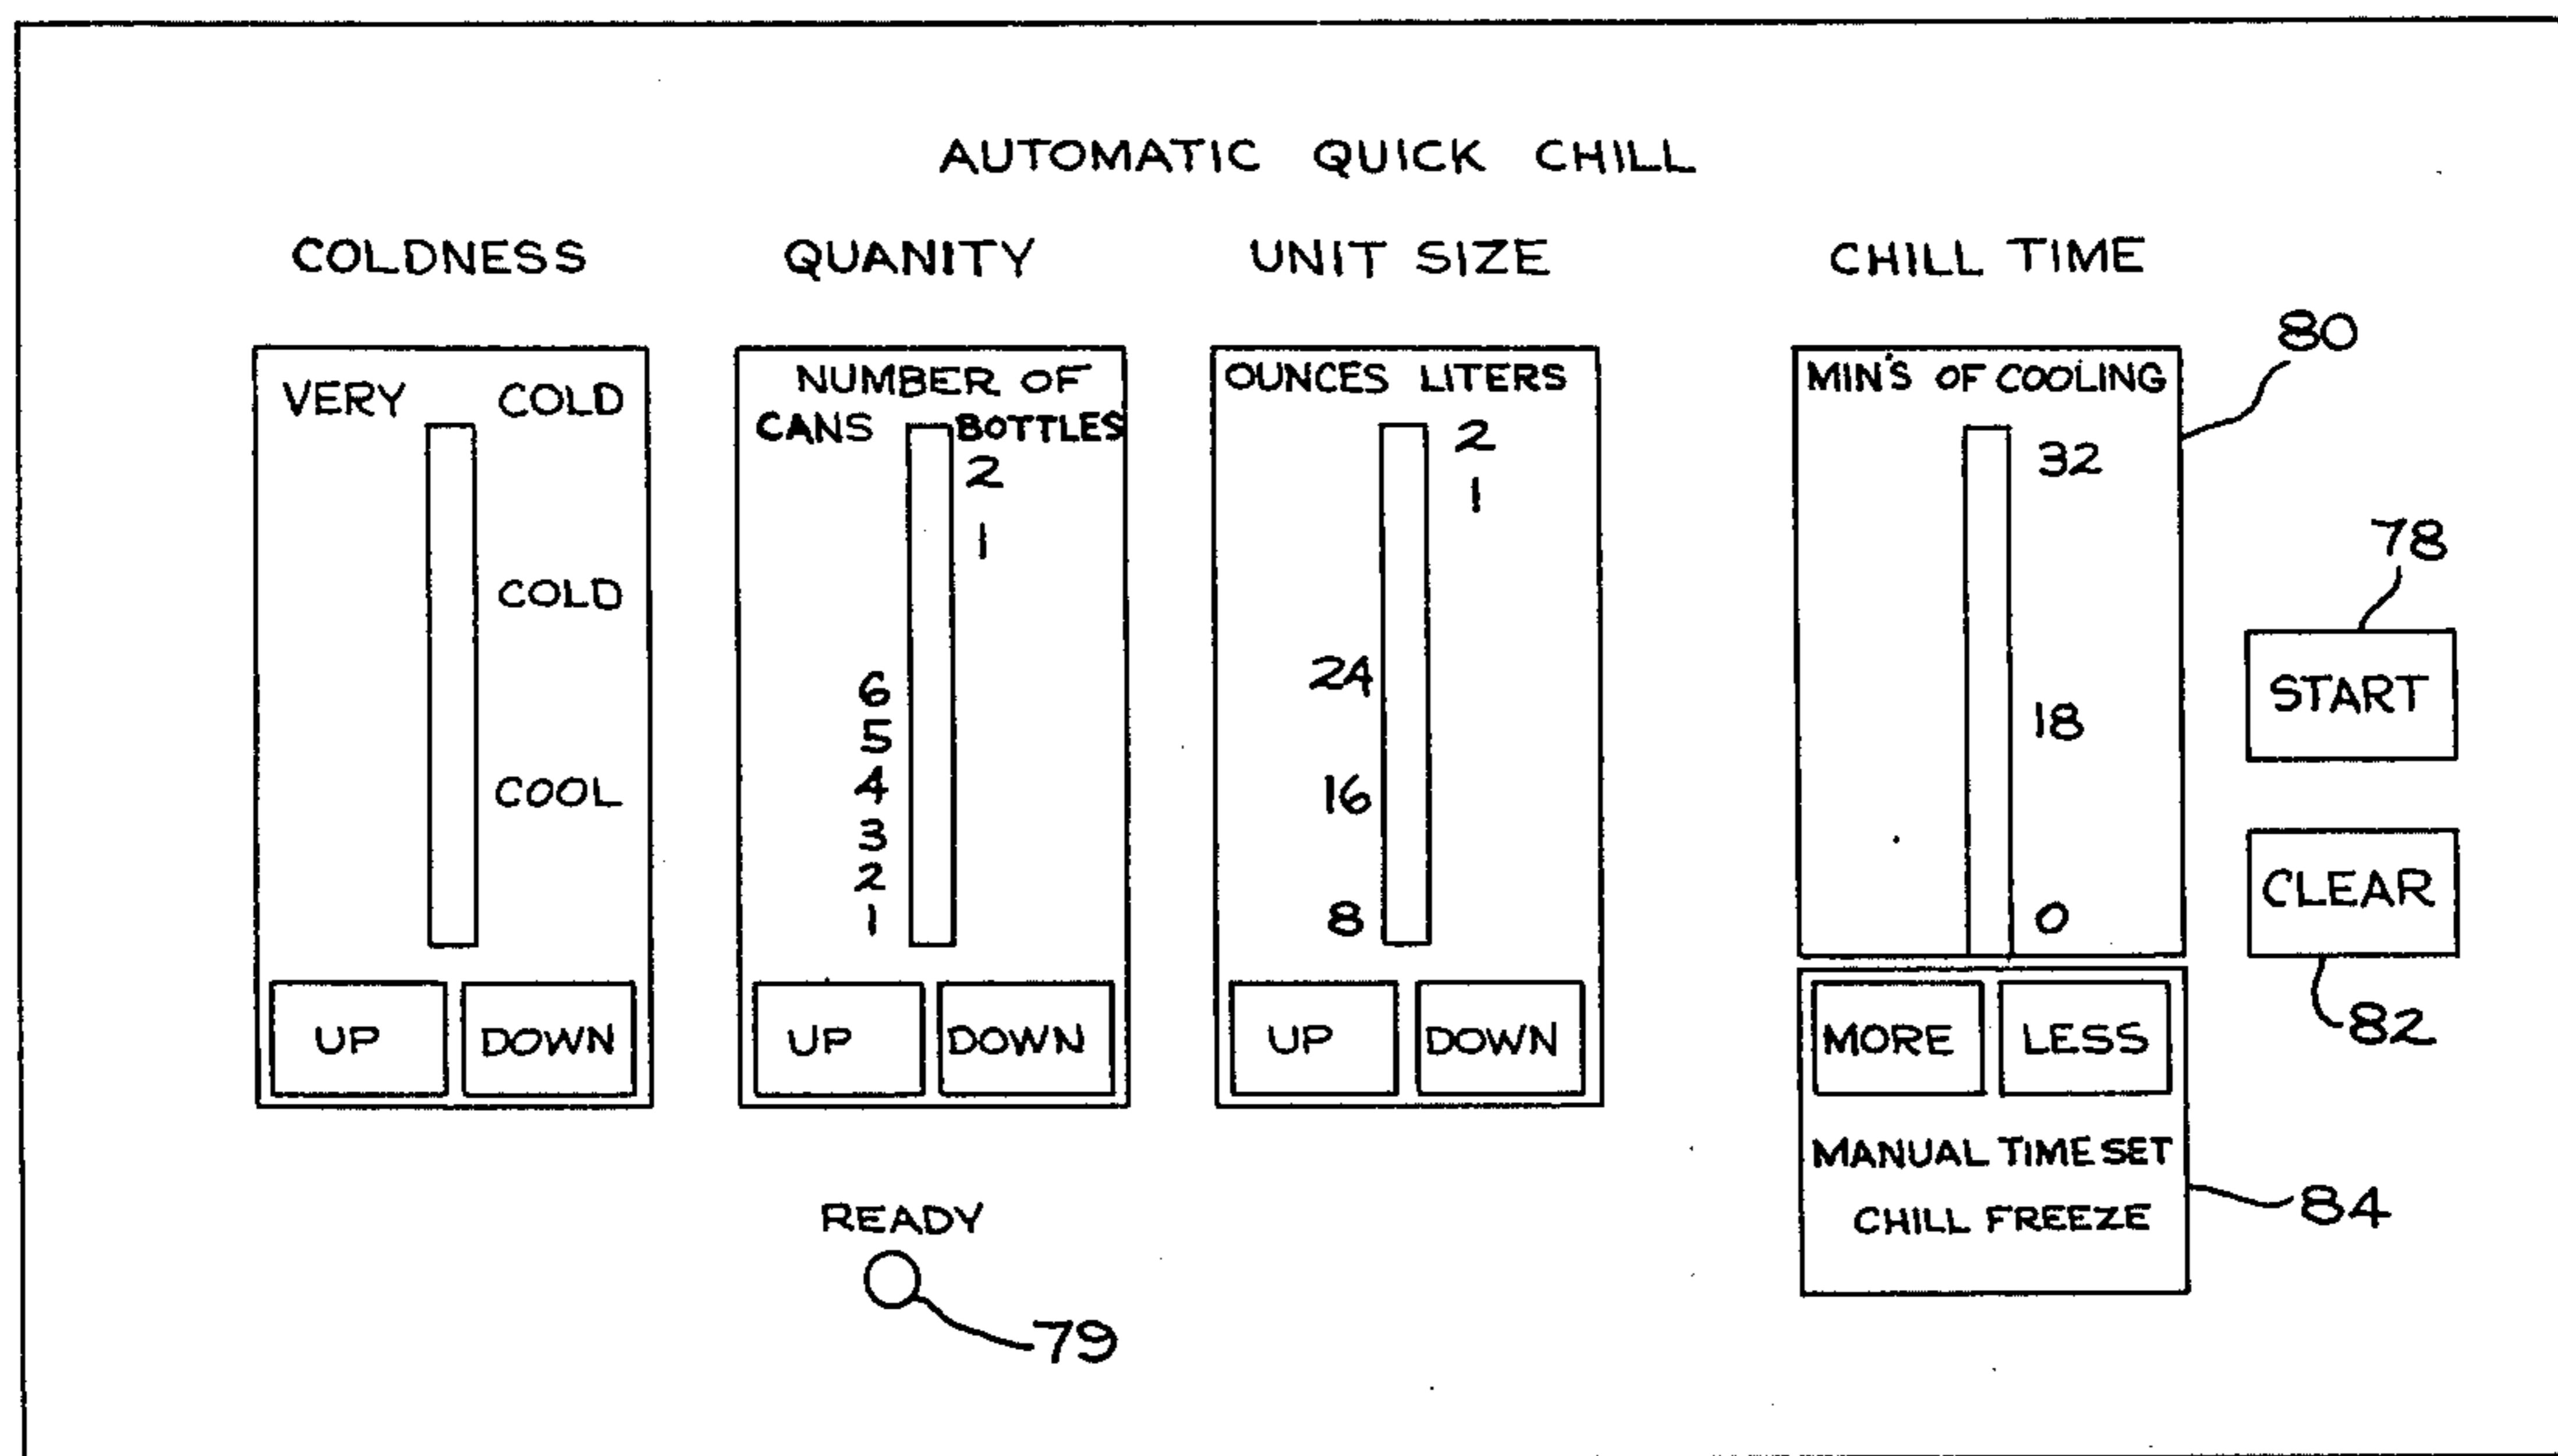 AUTOMATIC QUICK CHILL
COLDNESS QUANITY UNIT SIZE CHILL TIME
VERY COLD
COLD
COOL
UP DOWN
NUMBER OF
CANS BOTTLES
2
1
6
5
4
3
2
1
UP DOWN
OUNCES LITERS
2
1
24
16
8
UP DOWN
MIN'S OF COOLING
32
18
0
MORE LESS
MANUAL TIME SET
CHILL FREEZE
80
78
START
CLEAR
82
84
READY
79